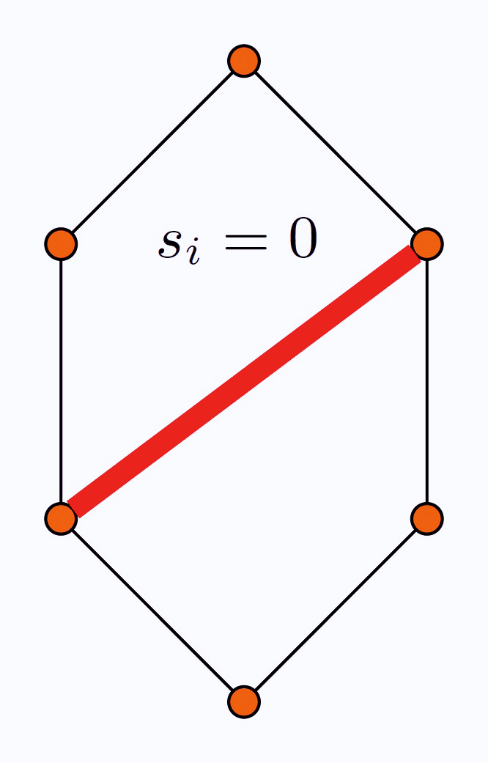 $s_i = 0$